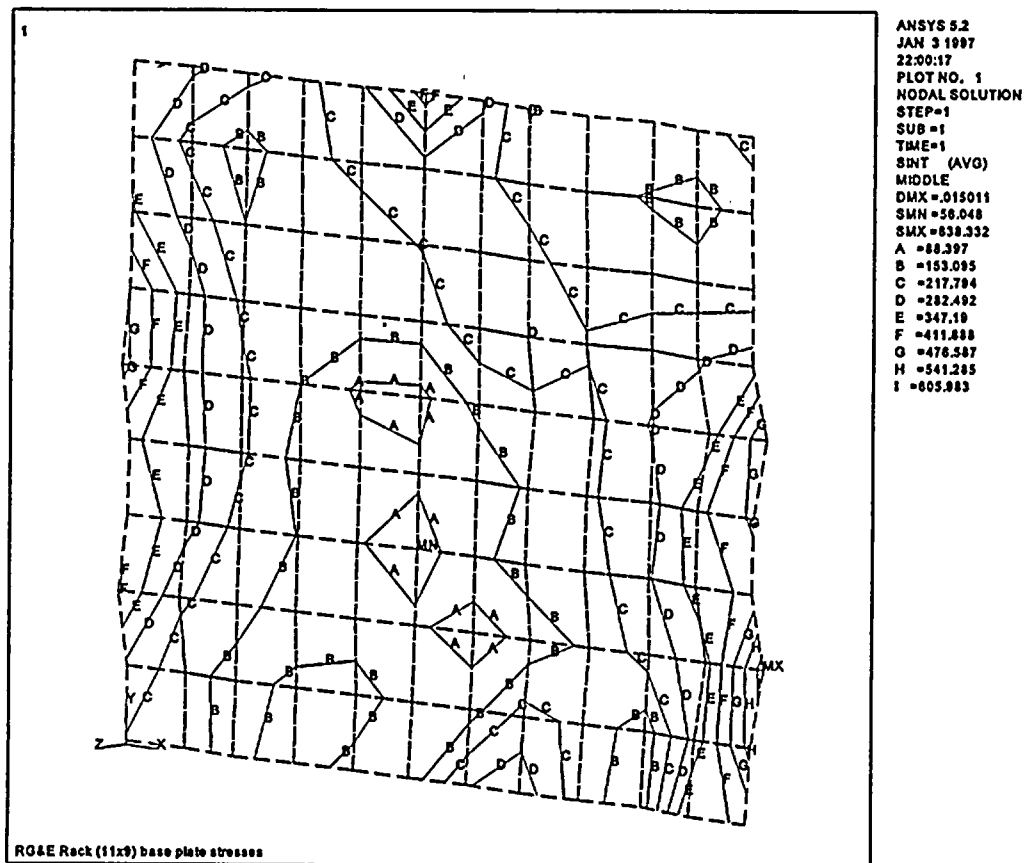 1
ANSYS 5.2
JAN 3 1997
22:00:17
PLOT NO. 1
NODAL SOLUTION
STEP=1
SUB =1
TIME=1
SINT (AVG)
MIDDLE
DMX =.015011
SMN =56.048
SMX =638.332
A =88.397
B =153.095
C =217.794
D =282.492
E =347.19
F =411.888
G =476.587
H =541.285
I =605.983
MN
MX
Y
Z
X
RG&E Rack (11x9) base plate stresses